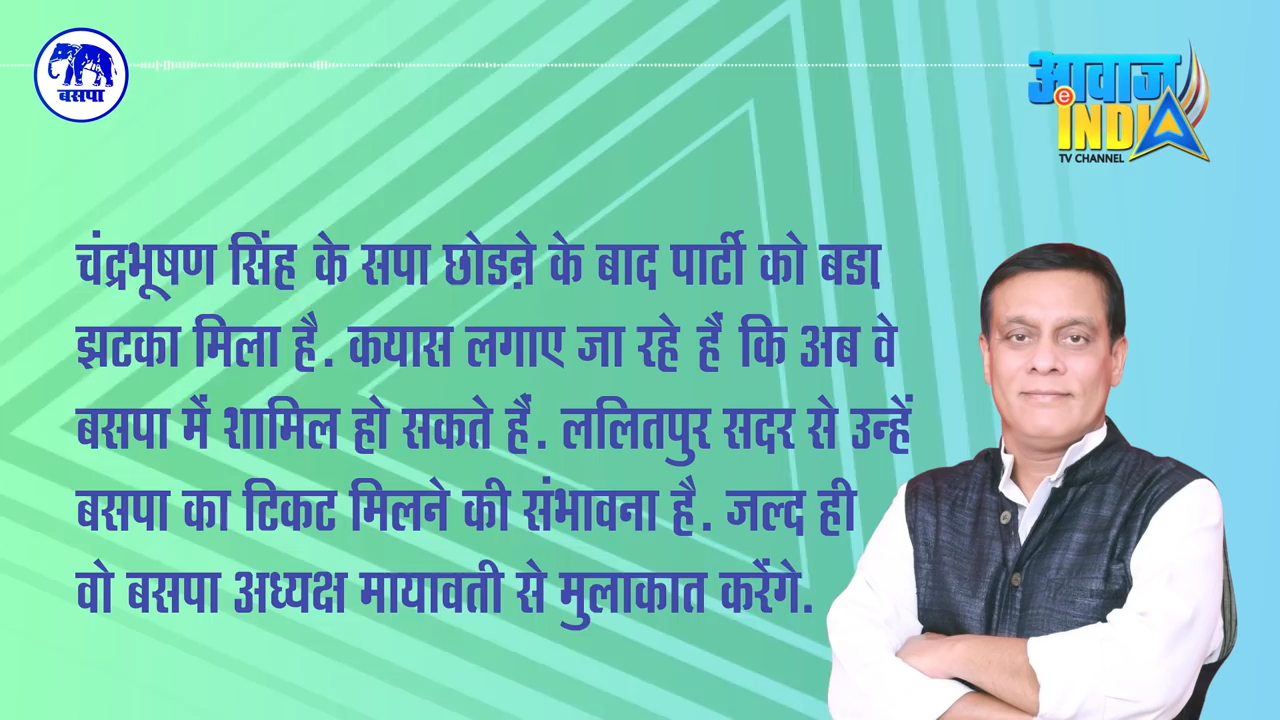 बसपा
आवाज
e
INDIA
TV CHANNEL
चंद्रभूषण सिंह के सपा छोडऩे के बाद पार्टी को बडा़
झटका मिला है. कयास लगाए जा रहे हैं कि अब वे
बसपा में शामिल हो सकते हैं. ललितपुर सदर से उन्हें
बसपा का टिकट मिलने की संभावना है. जल्द ही
वो बसपा अध्यक्ष मायावती से मुलाकात करेंगे.